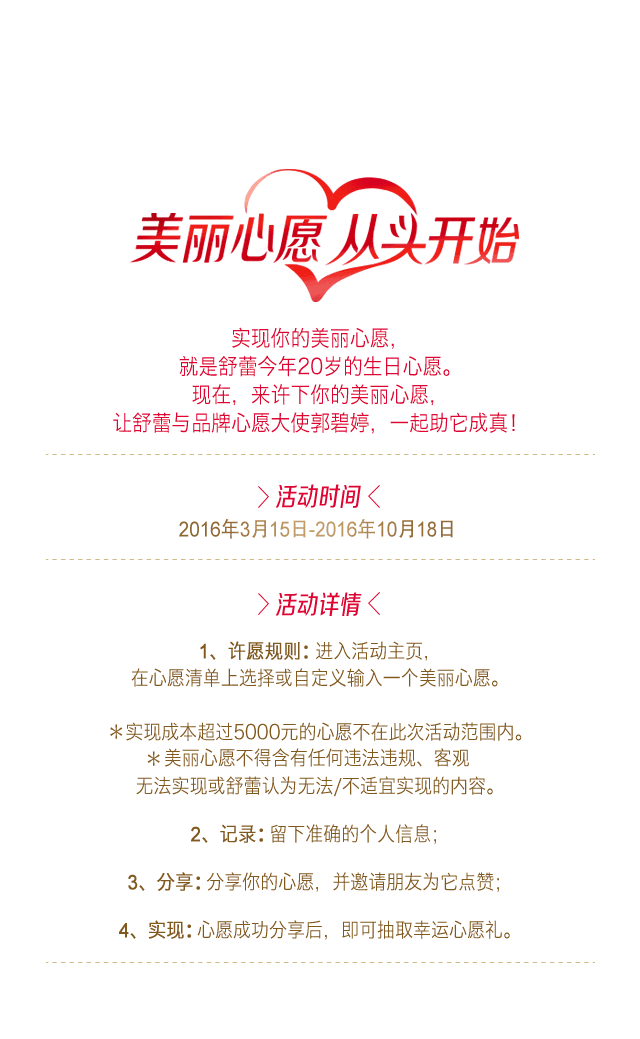 美丽心愿 从头开始
实现你的美丽心愿，
就是舒蕾今年20岁的生日心愿。
现在，来许下你的美丽心愿，
让舒蕾与品牌心愿大使郭碧婷，一起助它成真！
活动时间
2016年3月15日-2016年10月18日
活动详情
1、许愿规则：进入活动主页，
在心愿清单上选择或自定义输入一个美丽心愿。
＊实现成本超过5000元的心愿不在此次活动范围内。
＊美丽心愿不得含有任何违法违规、客观
无法实现或舒蕾认为无法/不适宜实现的内容。
2、记录：留下准确的个人信息；
3、分享：分享你的心愿，并邀请朋友为它点赞；
4、实现：心愿成功分享后，即可抽取幸运心愿礼。